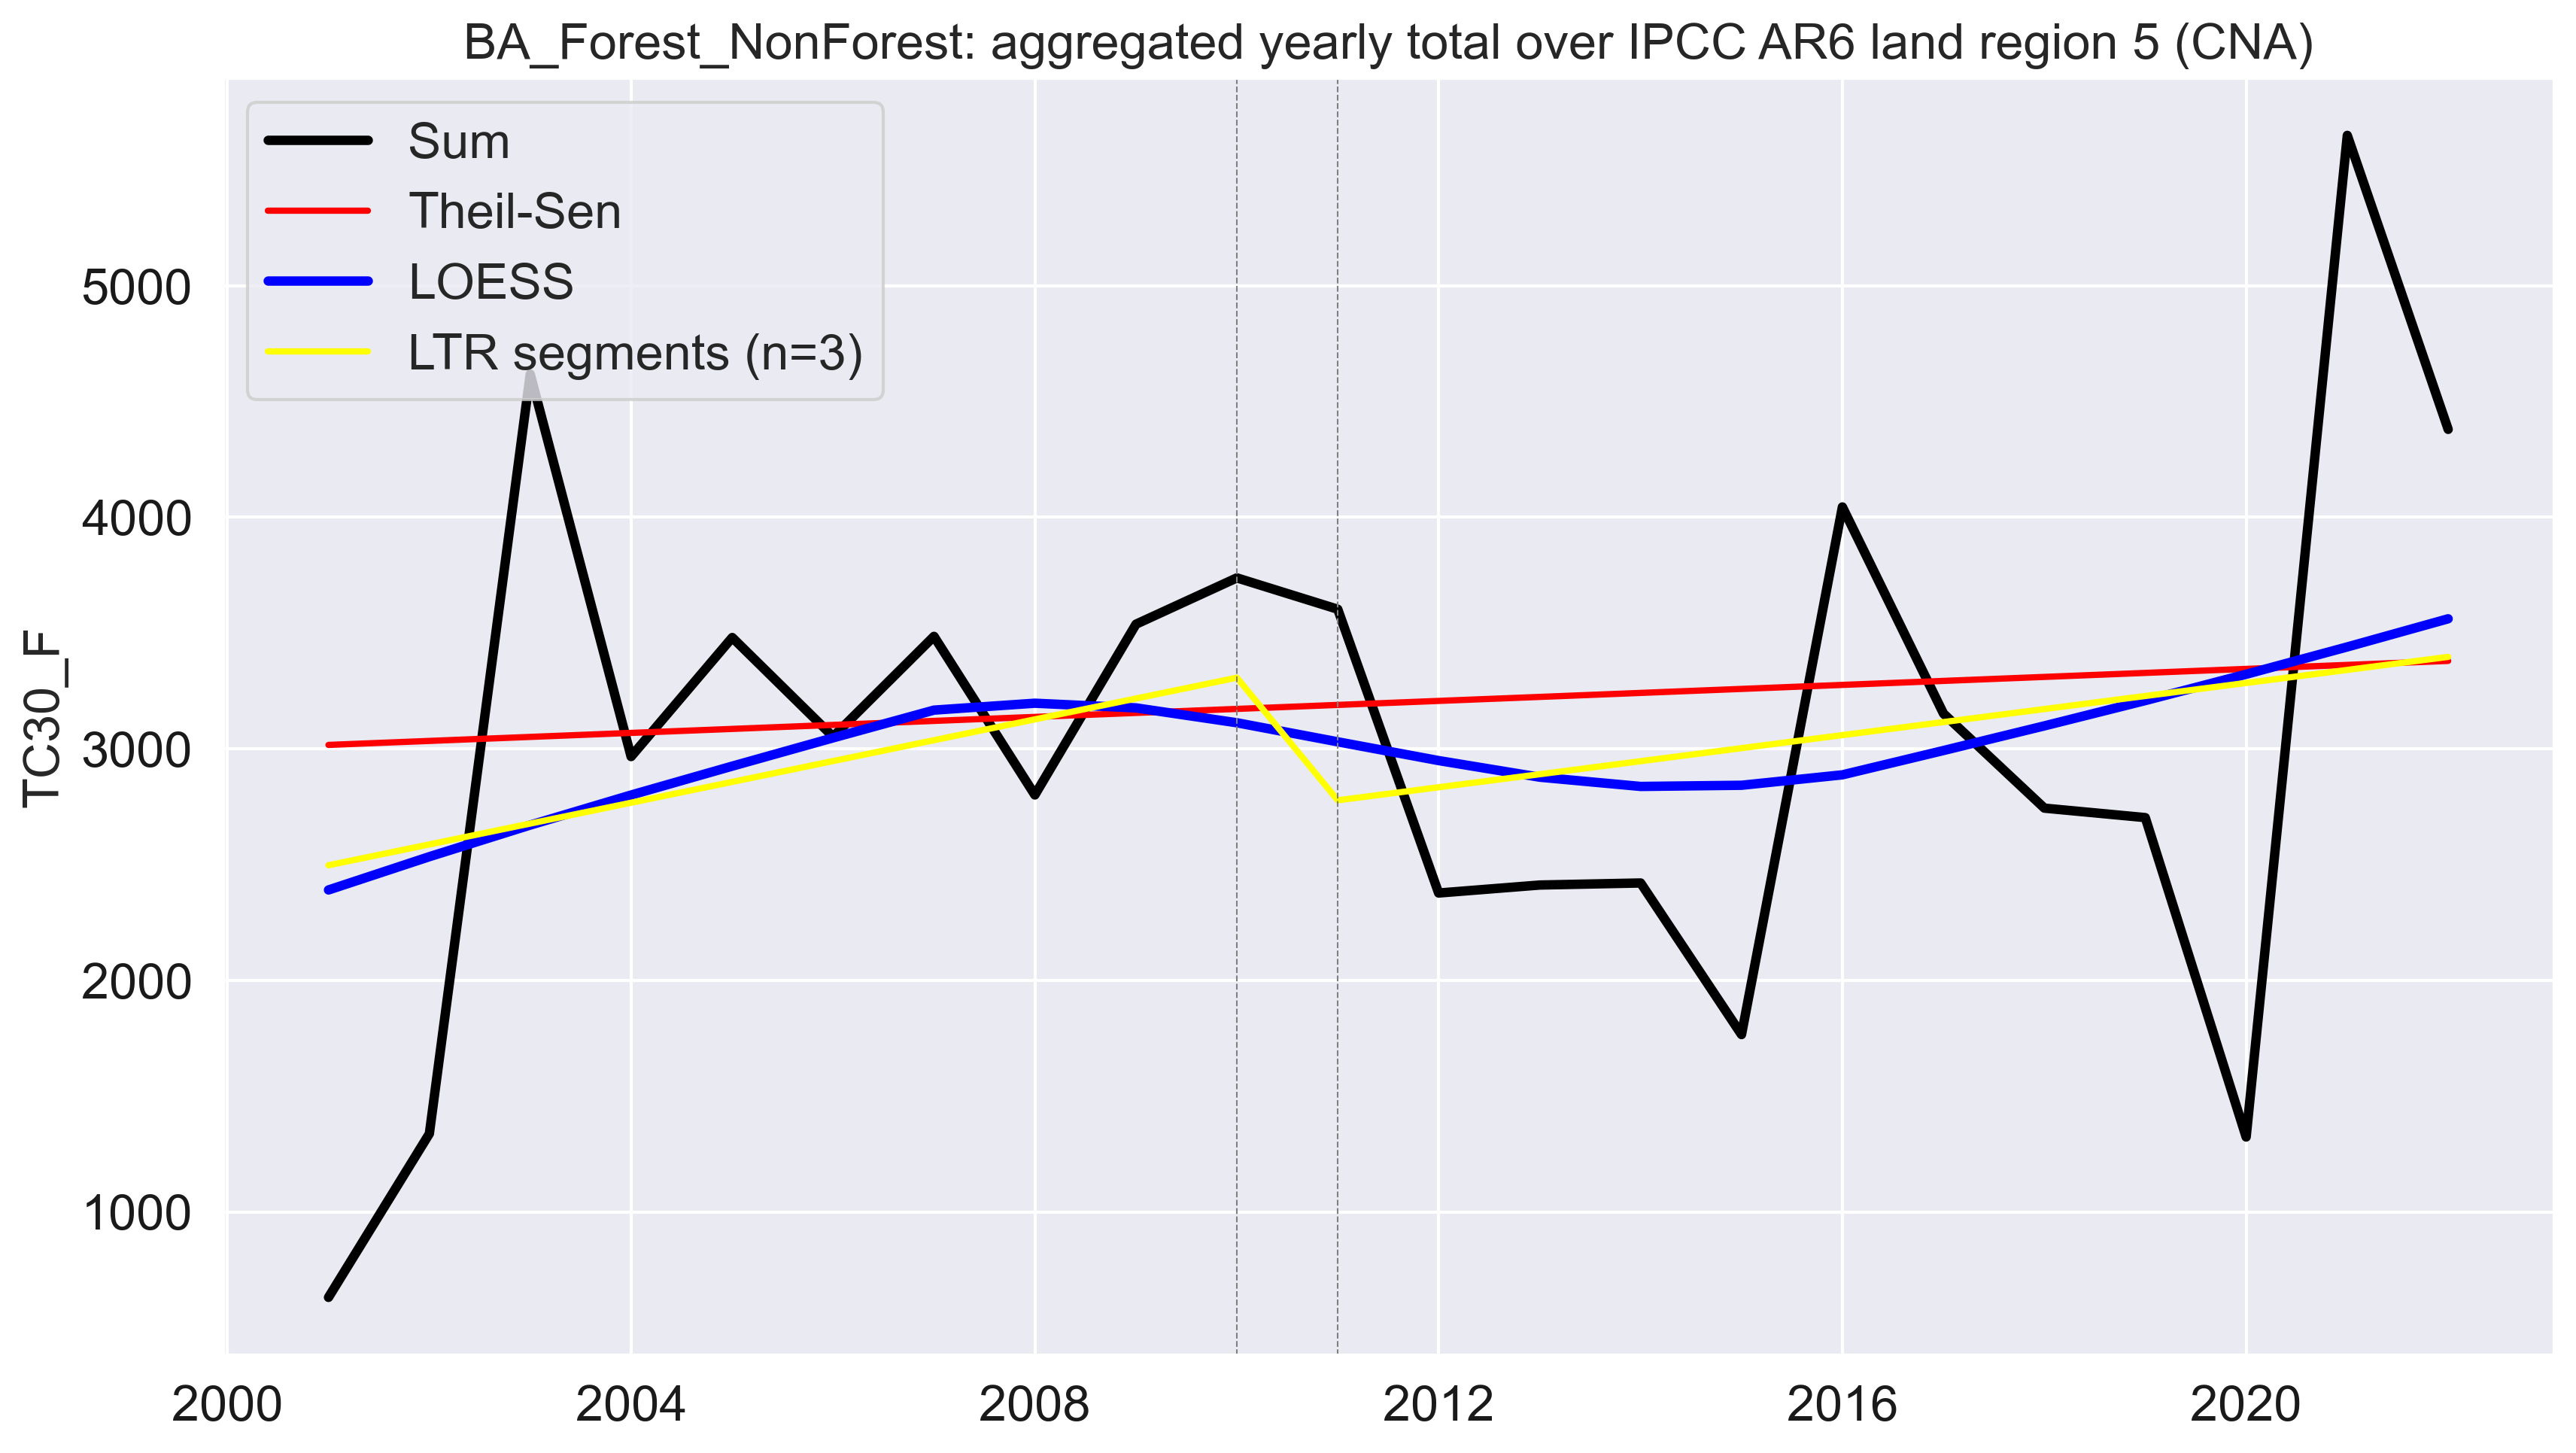 BA_Forest_NonForest: aggregated yearly total over IPCC AR6 land region 5 (CNA)
Sum
Theil-Sen
LOESS
LTR segments (n=3)
TC30_F
5000
4000
3000
2000
1000
2000 2004 2008 2012 2016 2020